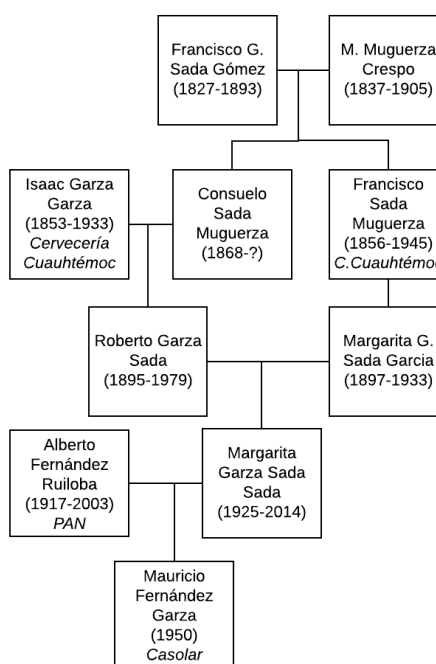 Francisco G.
Sada Gómez
(1827-1893)
M. Muguerza
Crespo
(1837-1905)
Isaac Garza
Garza
(1853-1933)
Cervecería
Cuauhtémoc
Consuelo
Sada
Muguerza
(1868-?)
Francisco
Sada
Muguerza
(1856-1945)
C.Cuauhtémoc
Roberto Garza
Sada
(1895-1979)
Margarita G.
Sada Garcia
(1897-1933)
Alberto
Fernández
Ruiloba
(1917-2003)
PAN
Margarita
Garza Sada
Sada
(1925-2014)
Mauricio
Fernández
Garza
(1950)
Casolar